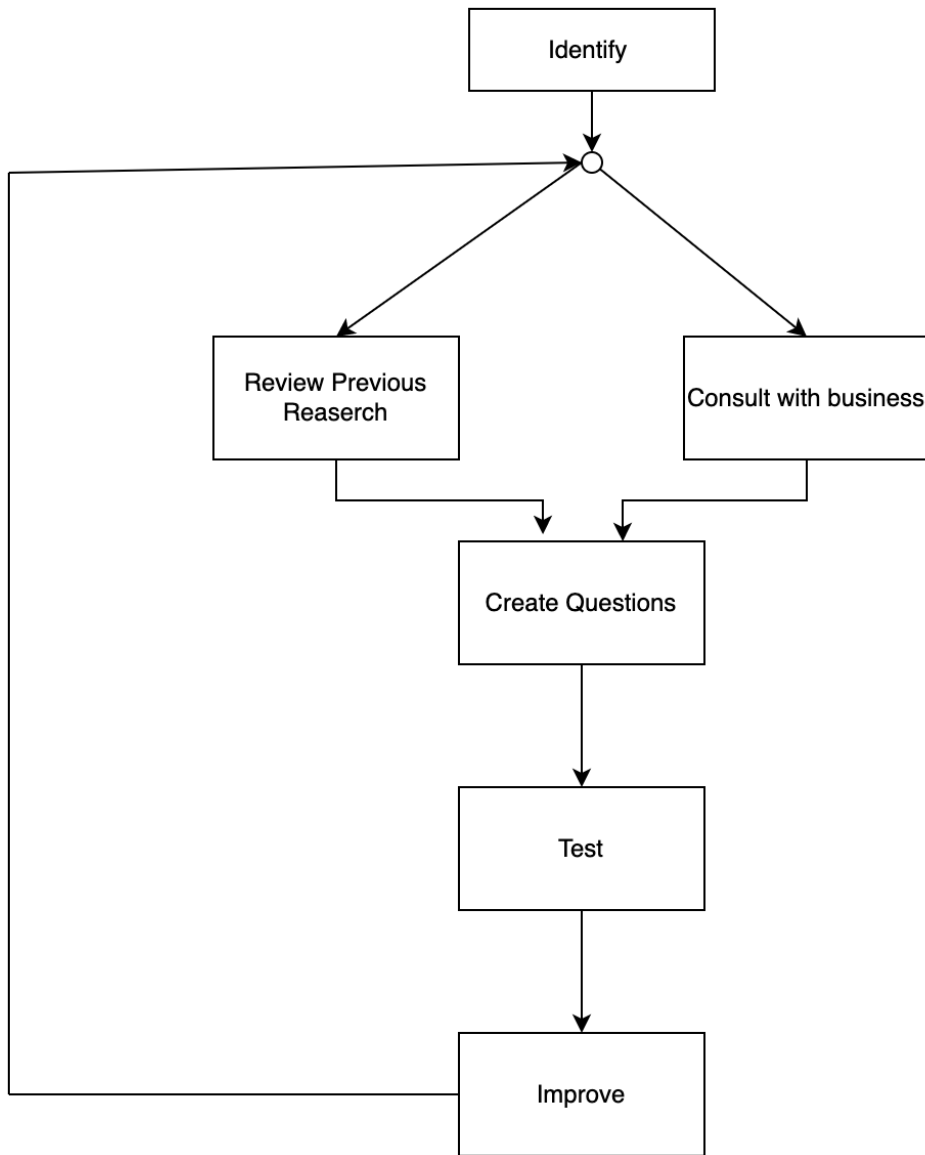 Identify
Review Previous
Reaserch
Consult with business
Create Questions
Test
Improve